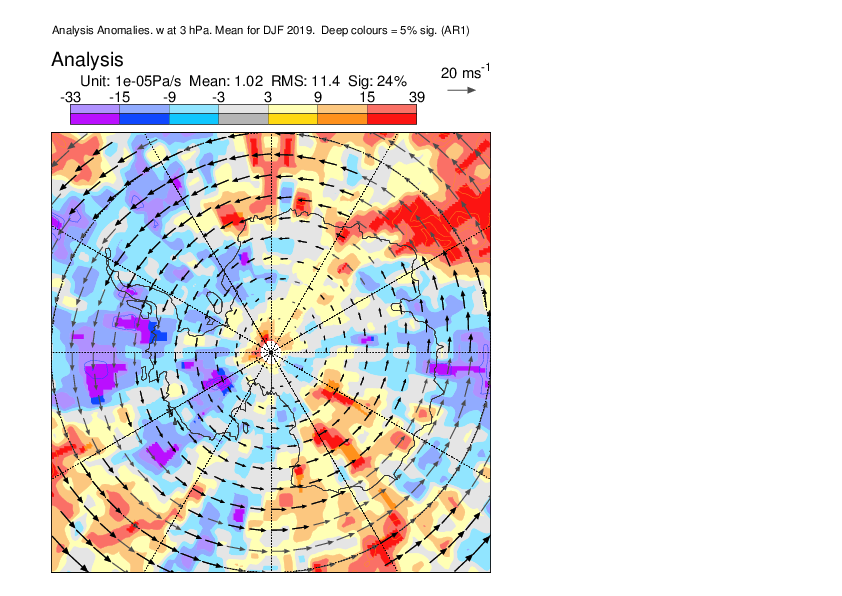 Analysis Anomalies. w at 3 hPa. Mean for DJF 2019. Deep colours = 5% sig. (AR1)
Analysis
20 ms-1
Unit: 1e-05Pa/s Mean: 1.02 RMS: 11.4 Sig: 24%
-33 -15 -9 -3 3 9 15 39